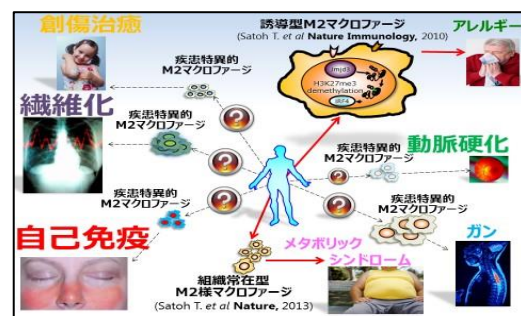 創傷治癒
誘導型M2マクロファージ
(Satoh T. et al Nature Immunology, 2010)
アレルギー
疾患特異的
M2マクロファージ
jmjd3
H3K27me3
demethylation
IRF4
繊維化
疾患特異的
M2マクロファージ
?
?
?
疾患特異的
M2マクロファージ
動脈硬化
?
?
疾患特異的
M2マクロファージ
疾患特異的
M2マクロファージ
自己免疫
ガン
メタボリック
シンドローム
組織常在型
M2様マクロファージ
(Satoh T. et al Nature, 2013)